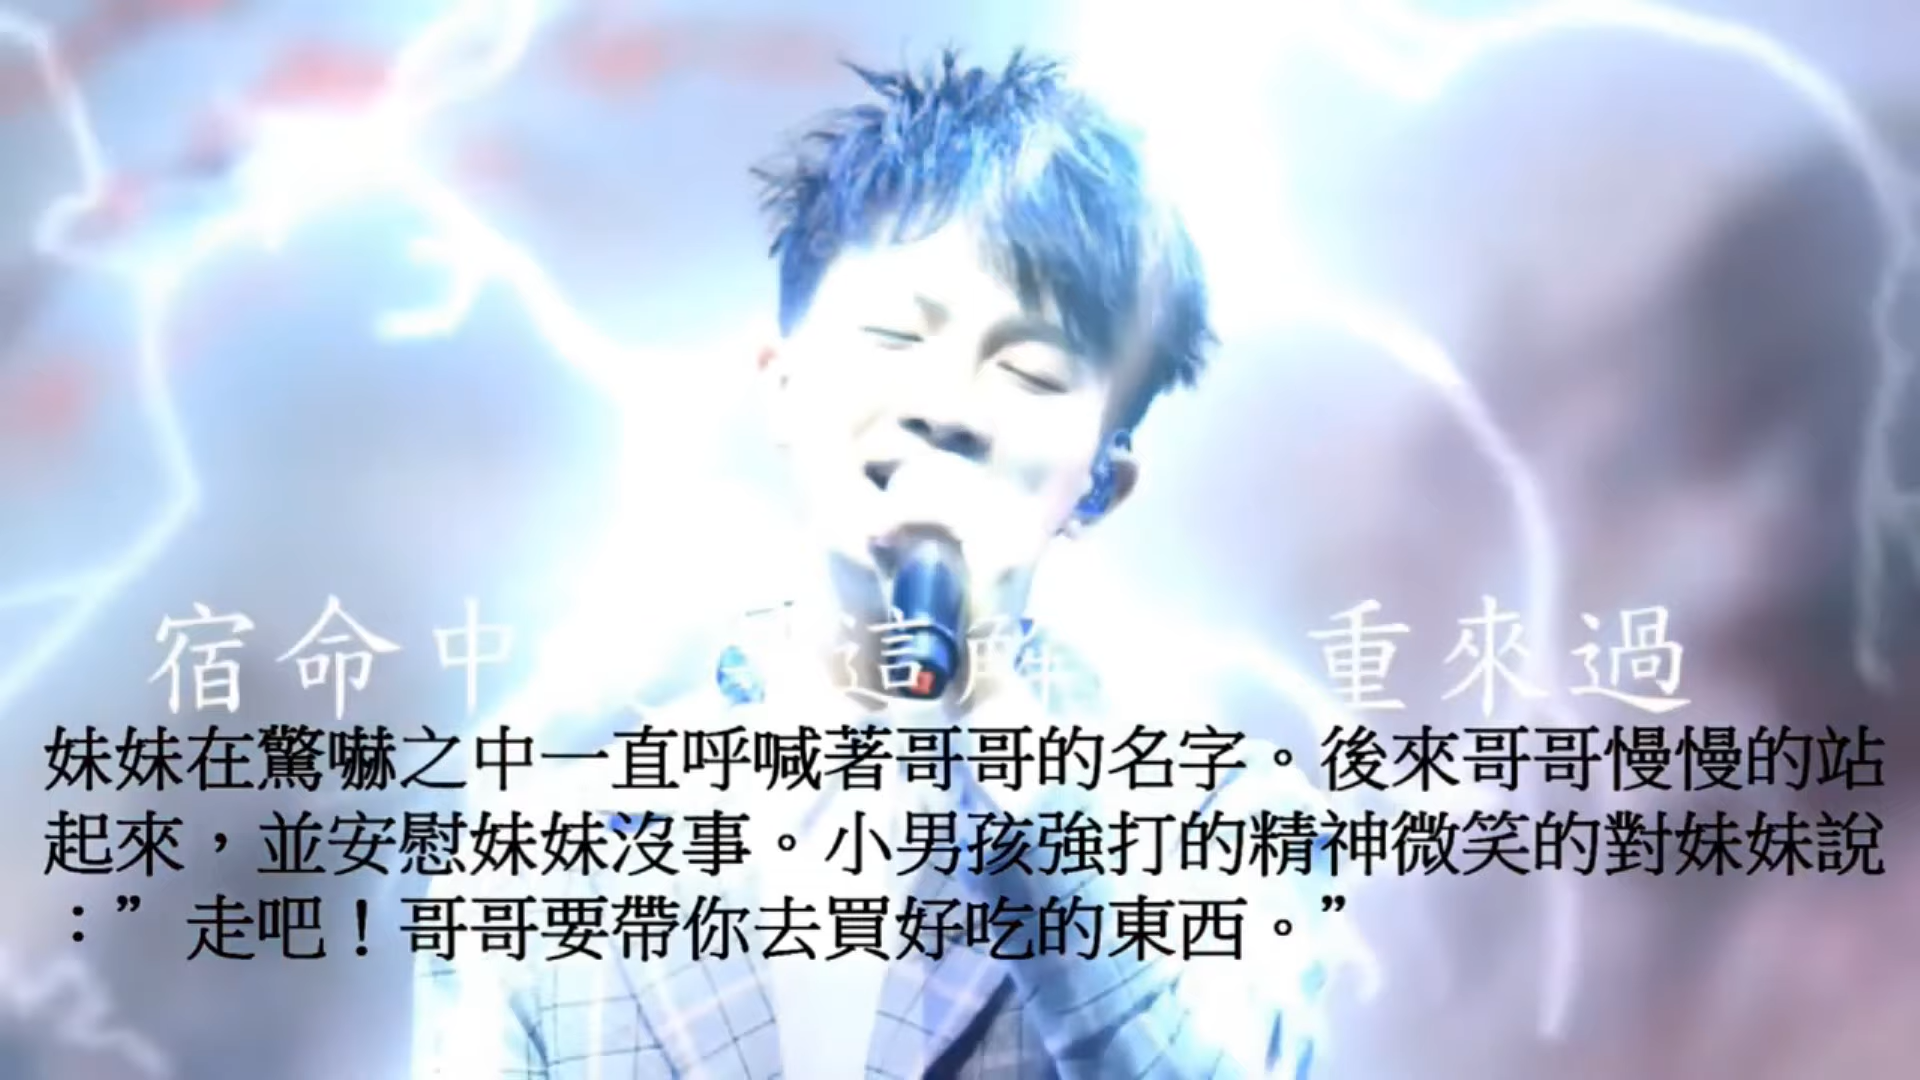 宿命中 這解 重來過
妹妹在驚嚇之中一直呼喊著哥哥的名字。後來哥哥慢慢的站
起來，並安慰妹妹沒事。小男孩強打的精神微笑的對妹妹說
：”走吧！哥哥要帶你去買好吃的東西。”